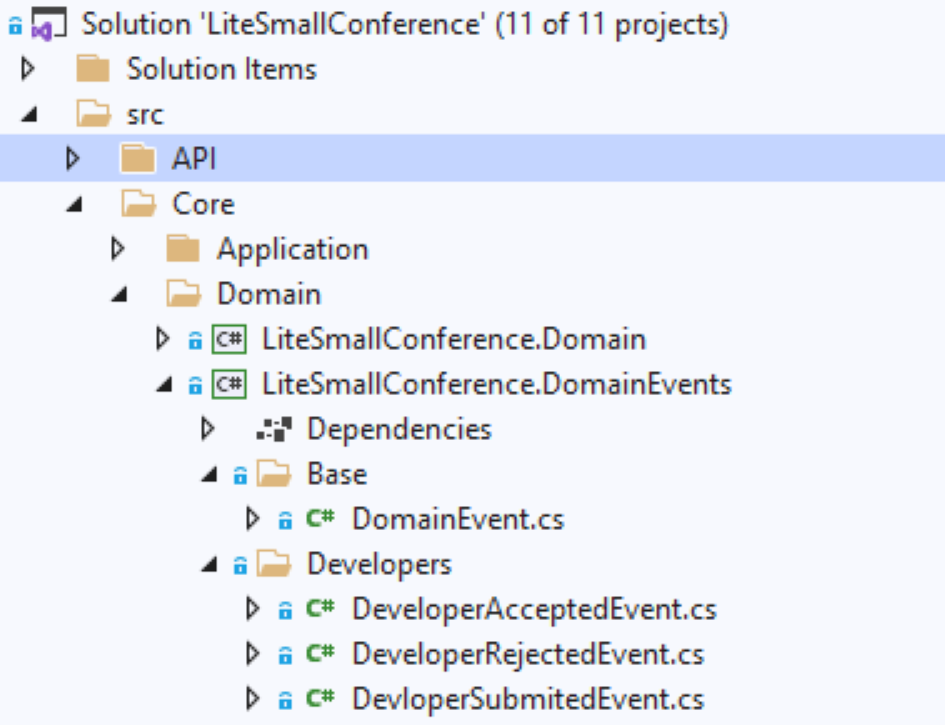 Solution 'LiteSmallConference' (11 of 11 projects)
Solution Items
src
API
Core
Application
Domain
C# LiteSmallConference.Domain
C# LiteSmallConference.DomainEvents
Dependencies
Base
C# DomainEvent.cs
Developers
C# DeveloperAcceptedEvent.cs
C# DeveloperRejectedEvent.cs
C# DevloperSubmitedEvent.cs